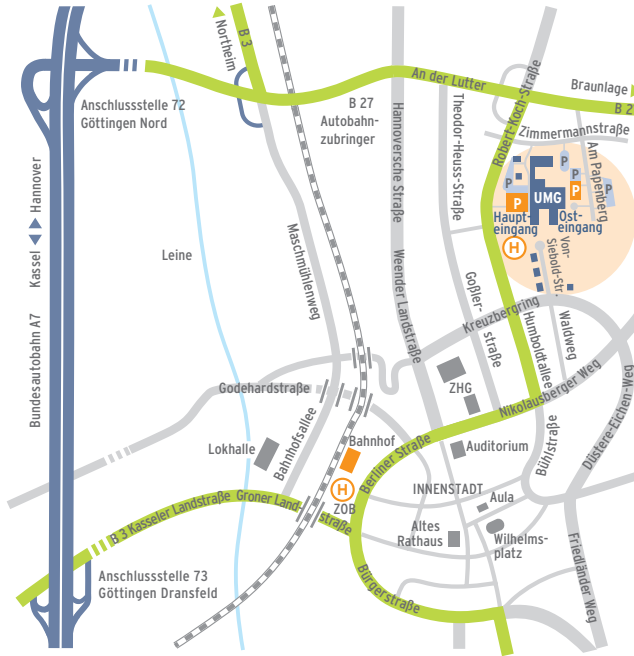 Northeim
B 3
An der Lutter
Braunlage
B 2
Anschlussstelle 72
Göttingen Nord
B 27
Autobahn-
zubringer
Hannoversche Straße
Theodor-Heuss-Straße
Robert-Koch-Straße
Zimmermannstraße
Am Papenberg
P
P
P
P
P
P
UMG
Haupt-
eingang
Ost-
eingang
H
Von-
Siebold-Str.
Kassel
Hannover
Bundesautobahn A7
Leine
Maschmühlenweg
Weender Landstraße
Goßler-
straße
Kreuzbergring
Humboldtallee
Waldweg
Godehardstraße
ZHG
Nikolausberger Weg
Düstere-Eichen-Weg
Lokhalle
Bahnhofsallee
Bahnhof
Berliner Straße
Auditorium
Bühlstraße
H
ZOB
INNENSTADT
Aula
B 3 Kasseler Landstraße
Groner Land-
straße
Altes
Rathaus
Wilhelms-
platz
Friedländer Weg
Anschlussstelle 73
Göttingen Dransfeld
Bürgerstraße